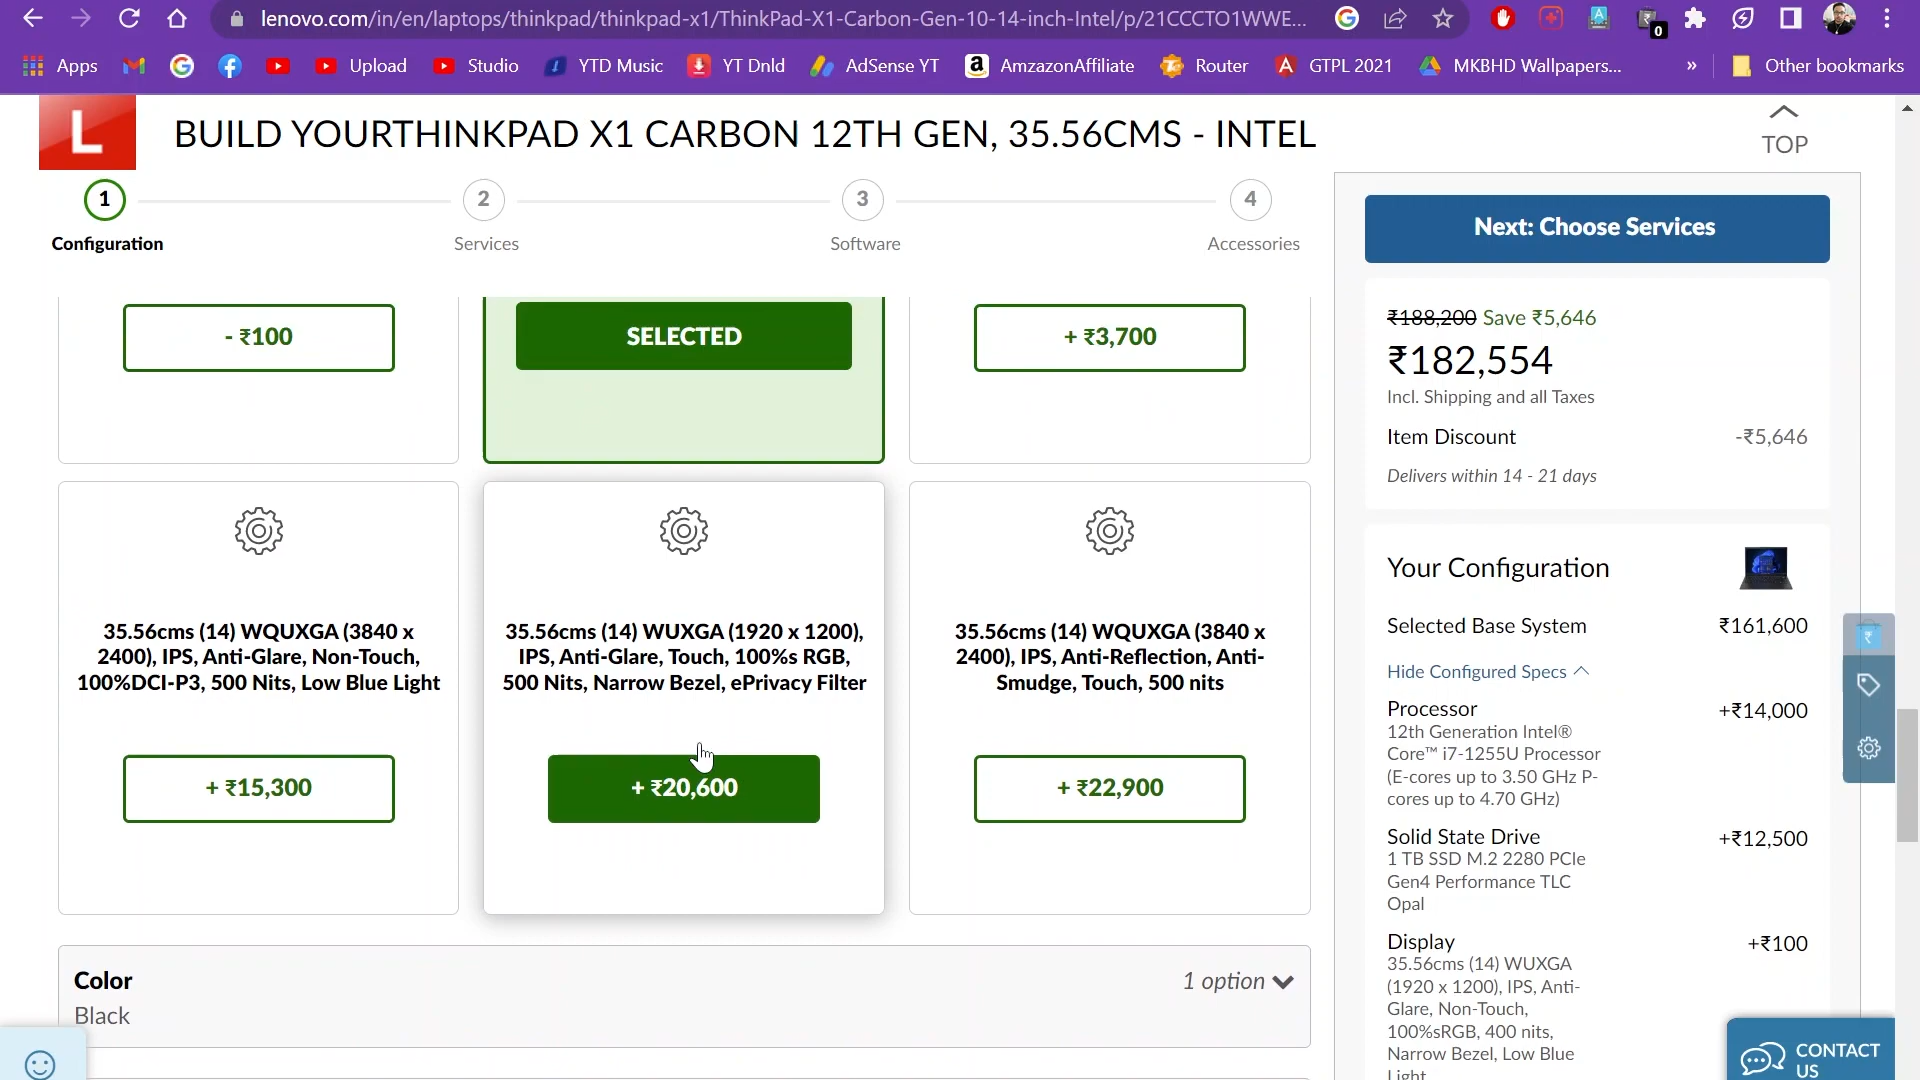 lenovo.com/in/en/laptops/thinkpad/thinkpad-x1/ThinkPad-X1-Carbon-Gen-10-14-inch-Intel/p/21CCCTO1WWE...
0
Apps
Upload
Studio
YTD Music
YT Dnld
AdSense YT
AmzazonAffiliate
Router
GTPL 2021
MKBHD Wallpapers...
»
Other bookmarks
L
BUILD YOURTHINKPAD X1 CARBON 12TH GEN, 35.56CMS - INTEL
TOP
1
2
3
4
Configuration
Services
Software
Accessories
- ₹100
SELECTED
+ ₹3,700
35.56cms (14) WQUXGA (3840 x
2400), IPS, Anti-Glare, Non-Touch,
100%DCI-P3, 500 Nits, Low Blue Light
+ ₹15,300
35.56cms (14) WUXGA (1920 x 1200),
IPS, Anti-Glare, Touch, 100%s RGB,
500 Nits, Narrow Bezel, ePrivacy Filter
+ ₹20,600
35.56cms (14) WQUXGA (3840 x
2400), IPS, Anti-Reflection, Anti-
Smudge, Touch, 500 nits
+ ₹22,900
Color
1 option
Black
Next: Choose Services
₹188,200 Save ₹5,646
₹182,554
Incl. Shipping and all Taxes
Item Discount -₹5,646
Delivers within 14 - 21 days
Your Configuration
Selected Base System ₹161,600
Hide Configured Specs
Processor +₹14,000
12th Generation Intel®
Core™ i7-1255U Processor
(E-cores up to 3.50 GHz P-
cores up to 4.70 GHz)
Solid State Drive +₹12,500
1 TB SSD M.2 2280 PCIe
Gen4 Performance TLC
Opal
Display +₹100
35.56cms (14) WUXGA
(1920 x 1200), IPS, Anti-
Glare, Non-Touch,
100%sRGB, 400 nits,
Narrow Bezel, Low Blue
Light
CONTACT
US